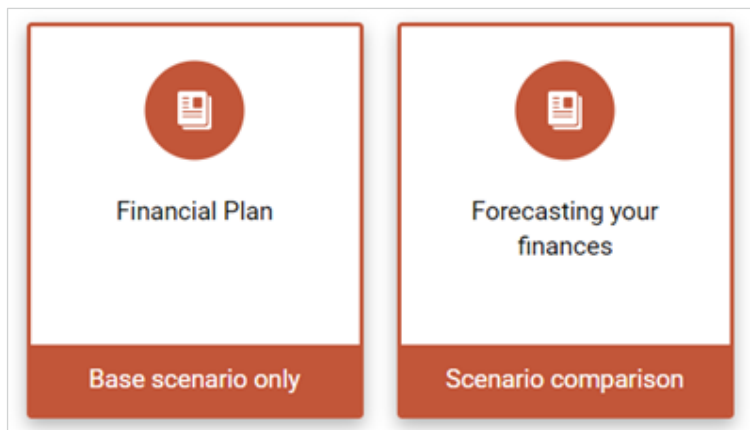 Financial Plan
Base scenario only
Forecasting your
finances
Scenario comparison